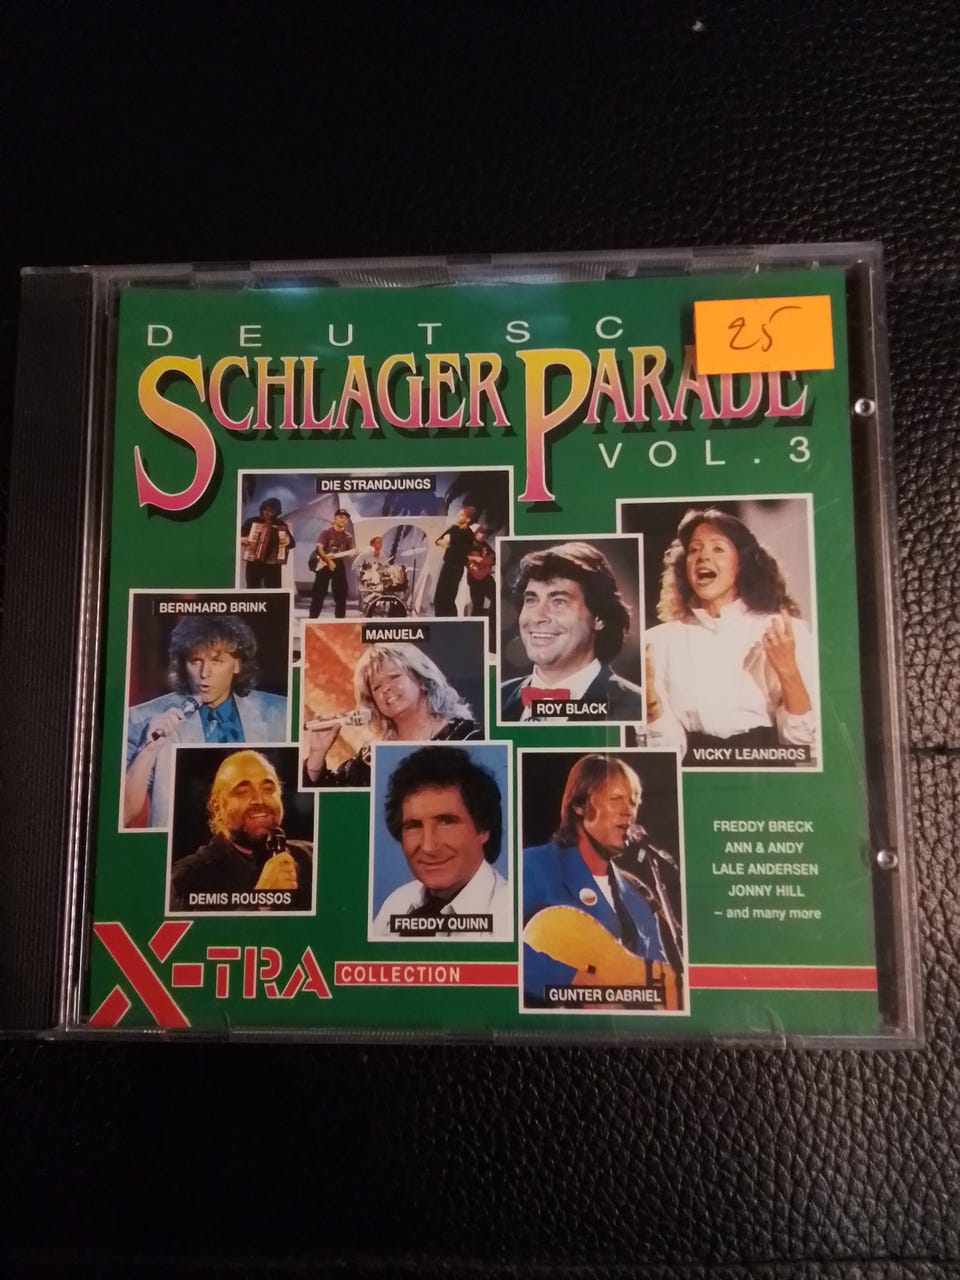 DEUTSC
25
SCHLAGER PARADE
VOL. 3
DIE STRANDJUNGS
BERNHARD BRINK
MANUELA
ROY BLACK
VICKY LEANDROS
DEMIS ROUSSOS
FREDDY QUINN
GUNTER GABRIEL
FREDDY BRECK
ANN & ANDY
LALE ANDERSEN
JONNY HILL
– and many more
X-TRA COLLECTION